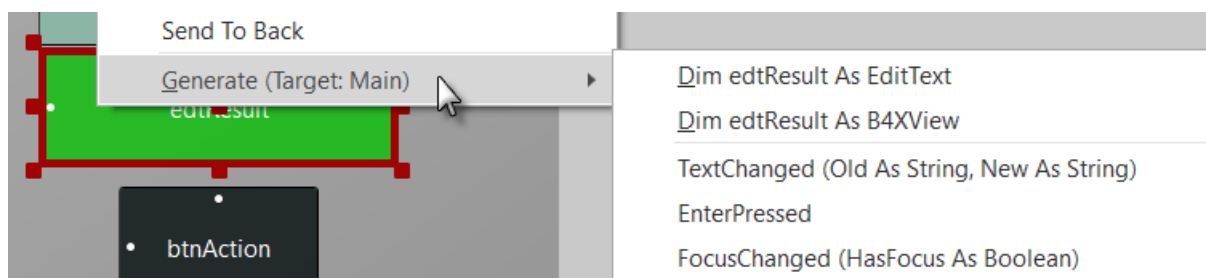 Send To Back
Generate (Target: Main)
edtResult
btnAction
Dim edtResult As EditText
Dim edtResult As B4XView
TextChanged (Old As String, New As String)
EnterPressed
FocusChanged (HasFocus As Boolean)